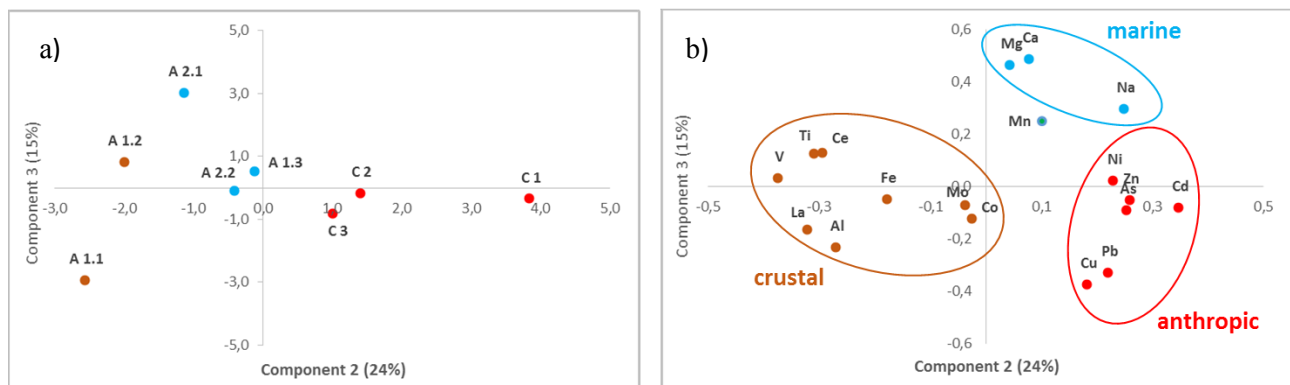 a)
5,0
3,0
1,0
-1,0
-3,0
-5,0
-3,0
-2,0
-1,0
0,0
1,0
2,0
3,0
4,0
5,0
A 2.1
A 1.2
A 2.2
A 1.3
C 2
C 1
C 3
A 1.1
Component 3 (15%)
Component 2 (24%)
b)
0,6
0,4
0,2
0,0
-0,2
-0,4
-0,6
-0,5
-0,3
-0,1
0,1
0,3
0,5
marine
Mg
Ca
Na
Mn
Ti
Ce
V
Fe
Mo
Co
La
Al
crustal
Ni
Zn
As
Cd
Cu
Pb
anthropic
Component 3 (15%)
Component 2 (24%)